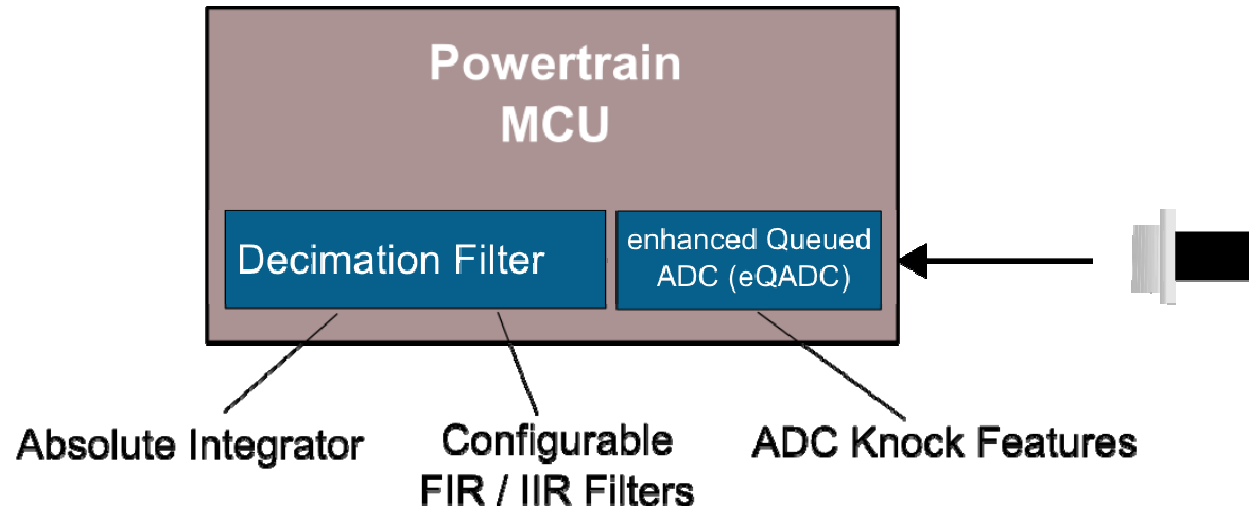 Powertrain
MCU
Decimation Filter
enhanced Queued
ADC (eQADC)
Absolute Integrator
Configurable
FIR / IIR Filters
ADC Knock Features